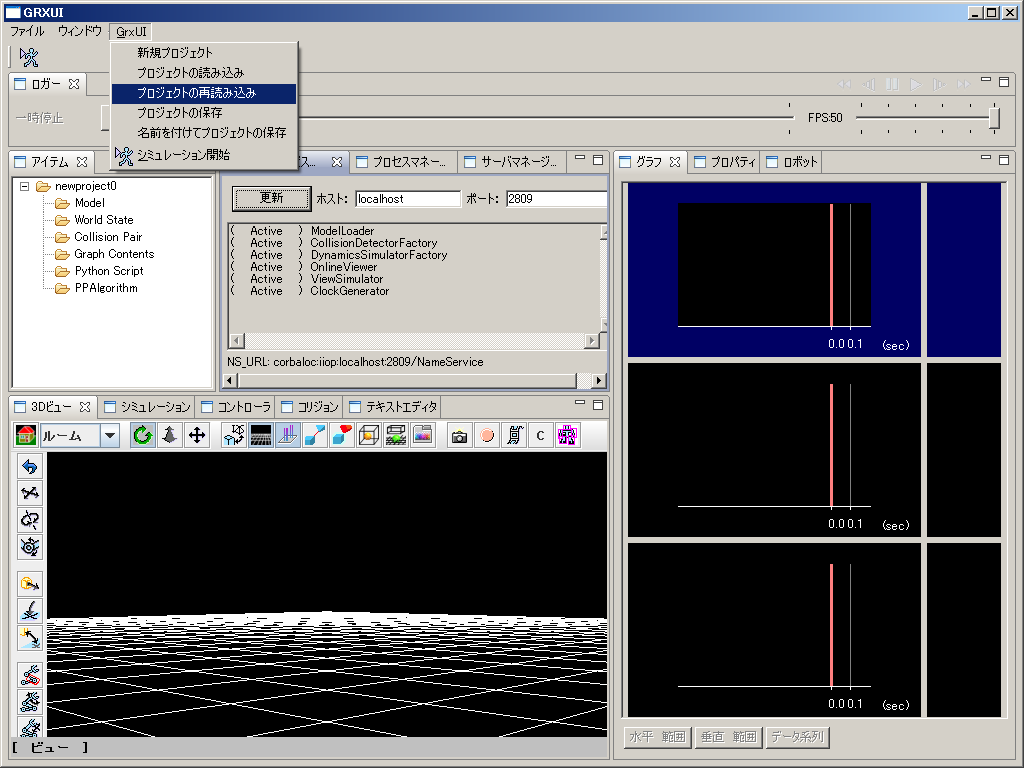 GRXUI
ファイル ウィンドウ GrxUI
新規プロジェクト
プロジェクトの読み込み
プロジェクトの再読み込み
プロジェクトの保存
名前を付けてプロジェクトの保存
シミュレーション開始
ロガー
一時停止
FPS:50
アイテム
ス... プロセスマネー... サーバマネージ...
グラフ プロパティ ロボット
newproject0
Model
World State
Collision Pair
Graph Contents
Python Script
PPAlgorithm
更新 ホスト: localhost ポート: 2809
( Active ) ModelLoader
( Active ) CollisionDetectorFactory
( Active ) DynamicsSimulatorFactory
( Active ) OnlineViewer
( Active ) ViewSimulator
( Active ) ClockGenerator
NS_URL: corbaloc:iiop:localhost:2809/NameService
3Dビュー シミュレーション コントローラ コリジョン テキストエディタ
ルーム
C
[ ビュー ]
0.0 0.1 (sec)
0.0 0.1 (sec)
0.0 0.1 (sec)
水平 範囲 垂直 範囲 データ系列